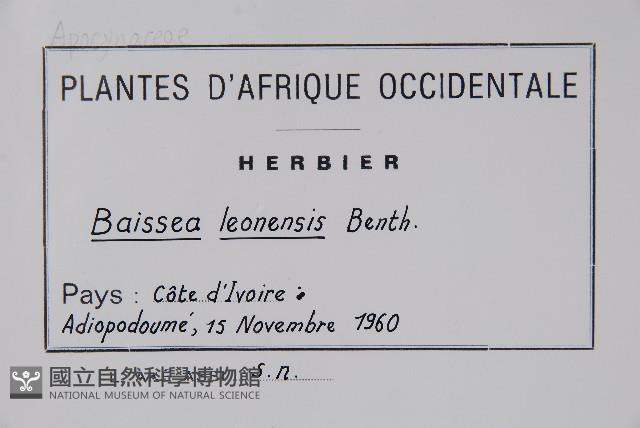 Apocynaceae
PLANTES D'AFRIQUE OCCIDENTALE
HERBIER
Baissea leonensis Benth.
Pays : Côte d'Ivoire :
Adiopodoumé, 15 Novembre 1960
s.n.
國立自然科學博物館
NATIONAL MUSEUM OF NATURAL SCIENCE